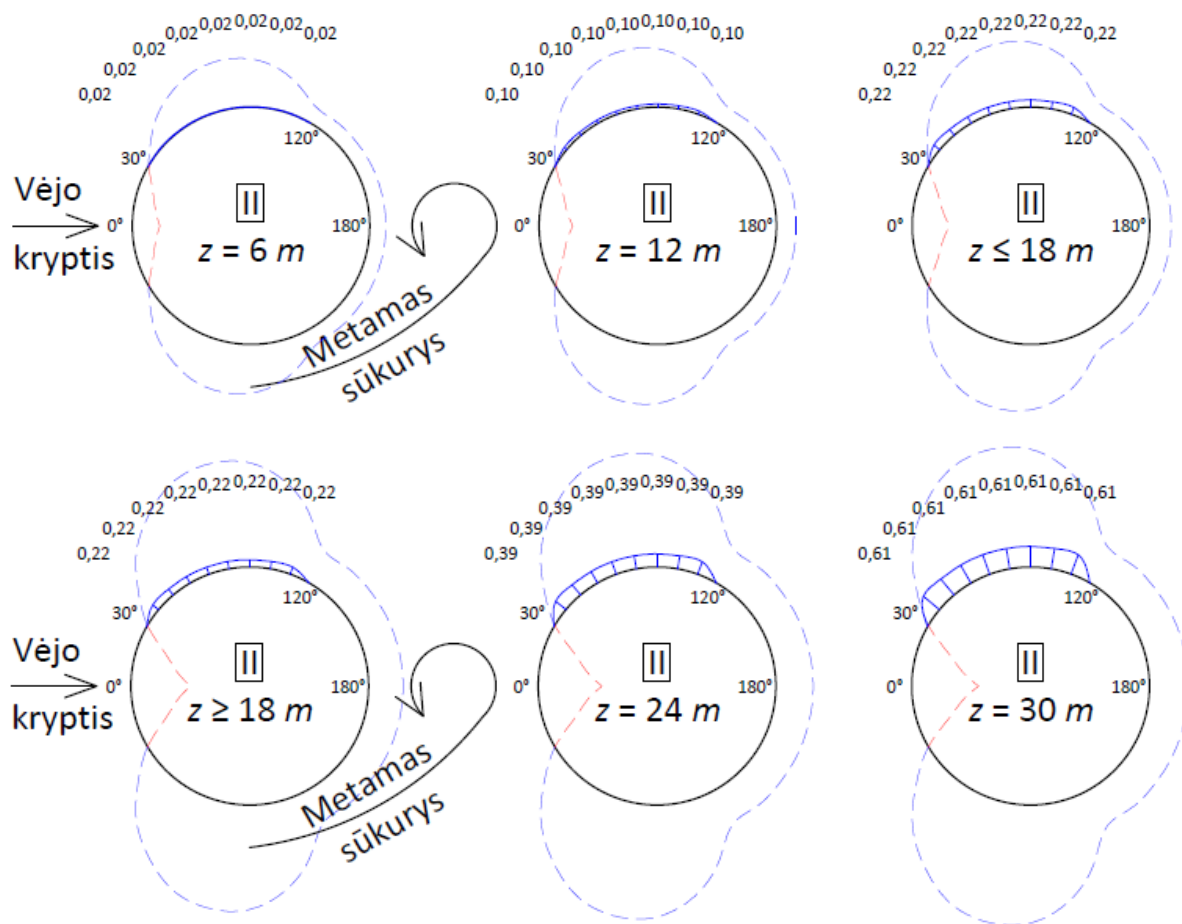 0,02 0,02 0,02 0,02 0,02 0,02 0,02 0,02
0,10 0,10 0,10 0,10 0,10 0,10 0,10 0,10
0,22 0,22 0,22 0,22 0,22 0,22 0,22 0,22
30° 120°
30° 120°
30° 120°
Vėjo
kryptis
0° 180°
II
z = 6 m
Metamas
sūkurys
0° 180°
II
z = 12 m
0° 180°
II
z ≤ 18 m
0,22 0,22 0,22 0,22 0,22 0,22 0,22 0,22
0,39 0,39 0,39 0,39 0,39 0,39 0,39 0,39
0,61 0,61 0,61 0,61 0,61 0,61 0,61 0,61
30° 120°
30° 120°
30° 120°
Vėjo
kryptis
0° 180°
II
z ≥ 18 m
Metamas
sūkurys
0° 180°
II
z = 24 m
0° 180°
II
z = 30 m